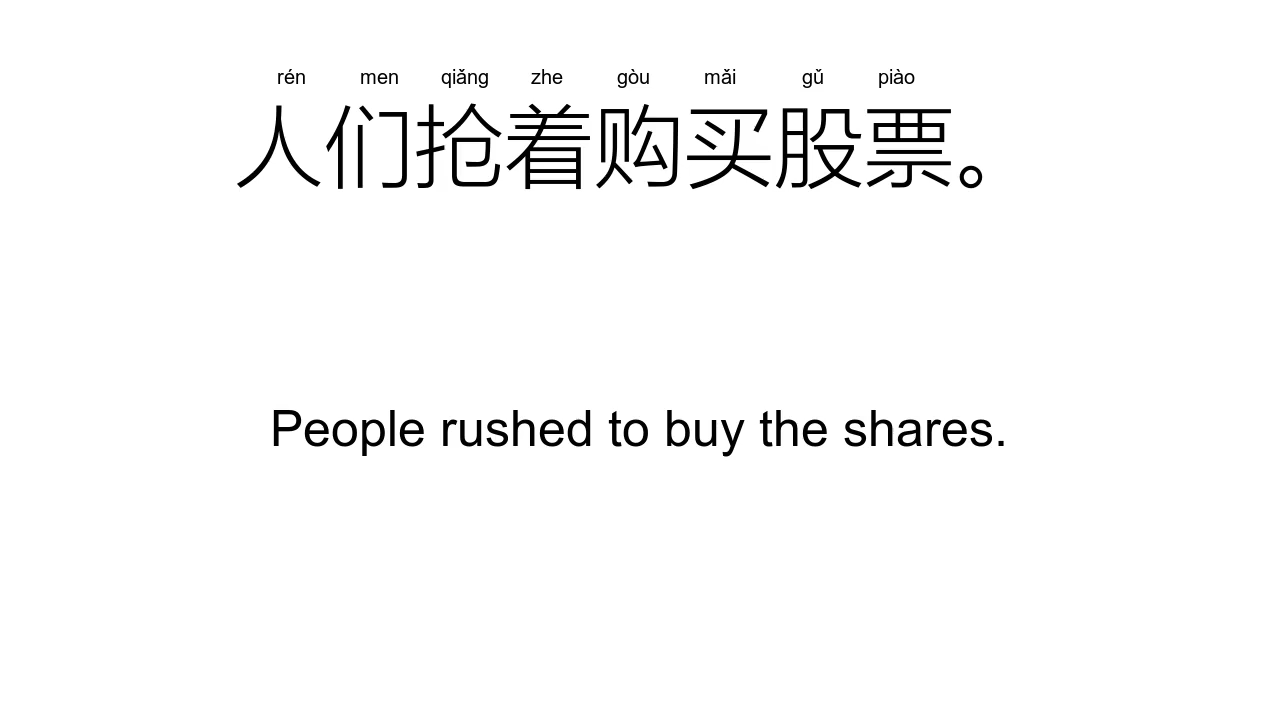 rén men qiǎng zhe gòu mǎi gǔ piào
人们抢着购买股票。
People rushed to buy the shares.